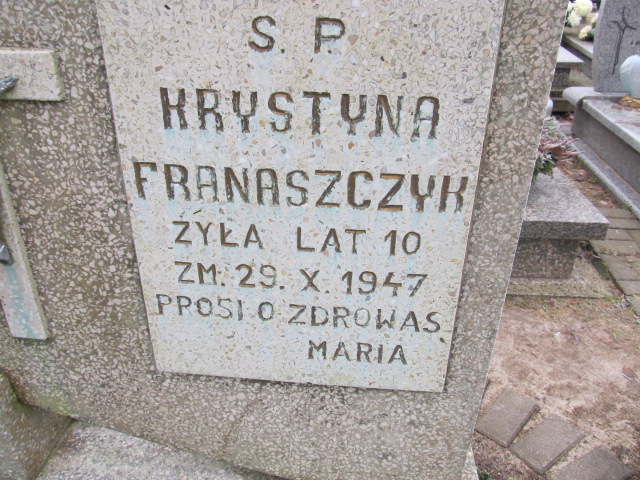 S. P.
KRYSTYNA
FRANASZCZYK
ŻYŁA LAT 10
ZM. 29. X. 1947
PROSI O ZDROWAŚ
MARIA